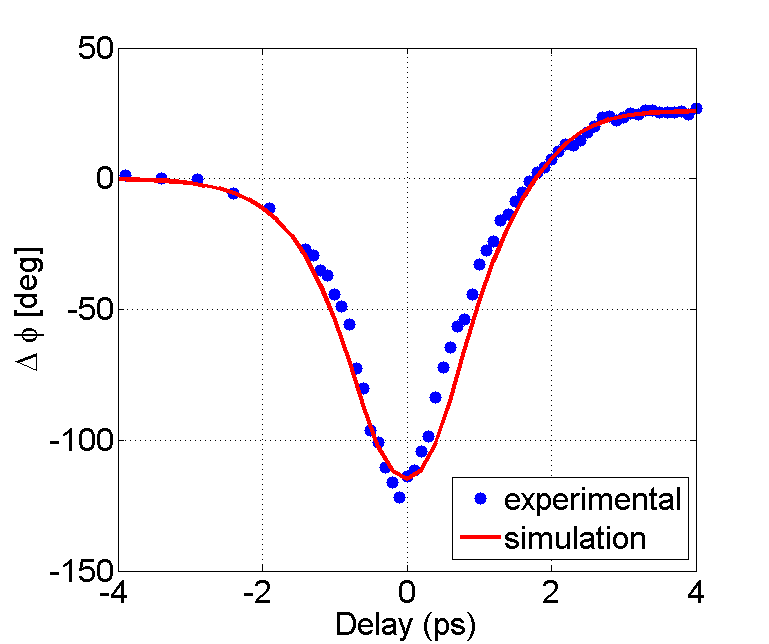 50
0
-50
-100
-150
Δ ϕ [deg]
experimental
simulation
-4
-2
0
2
4
Delay (ps)